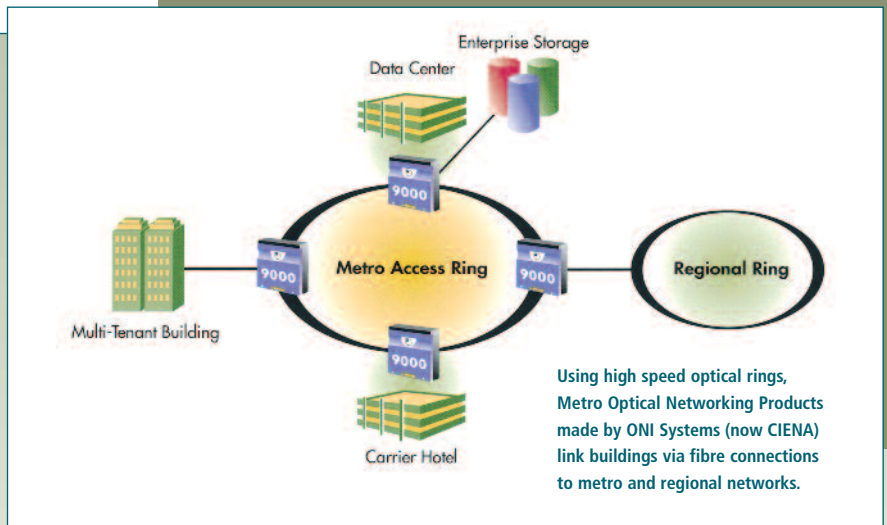 Enterprise Storage
Data Center
9000
Metro Access Ring
9000
9000
Regional Ring
Multi-Tenant Building
9000
Carrier Hotel
Using high speed optical rings,
Metro Optical Networking Products
made by ONI Systems (now CIENA)
link buildings via fibre connections
to metro and regional networks.